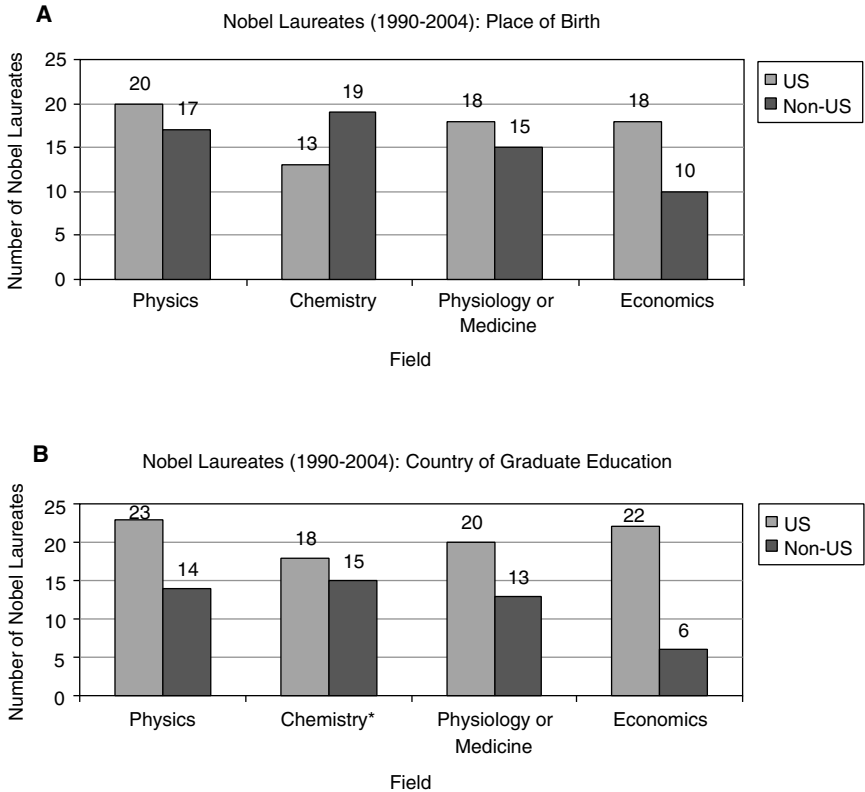 A
Nobel Laureates (1990-2004): Place of Birth
Number of Nobel Laureates
25
20
15
10
5
0
20
17
13
19
18
15
18
10
US
Non-US
Physics
Chemistry
Physiology or
Medicine
Economics
Field
B
Nobel Laureates (1990-2004): Country of Graduate Education
Number of Nobel Laureates
25
20
15
10
5
0
23
14
18
15
20
13
22
6
US
Non-US
Physics
Chemistry*
Physiology or
Medicine
Economics
Field